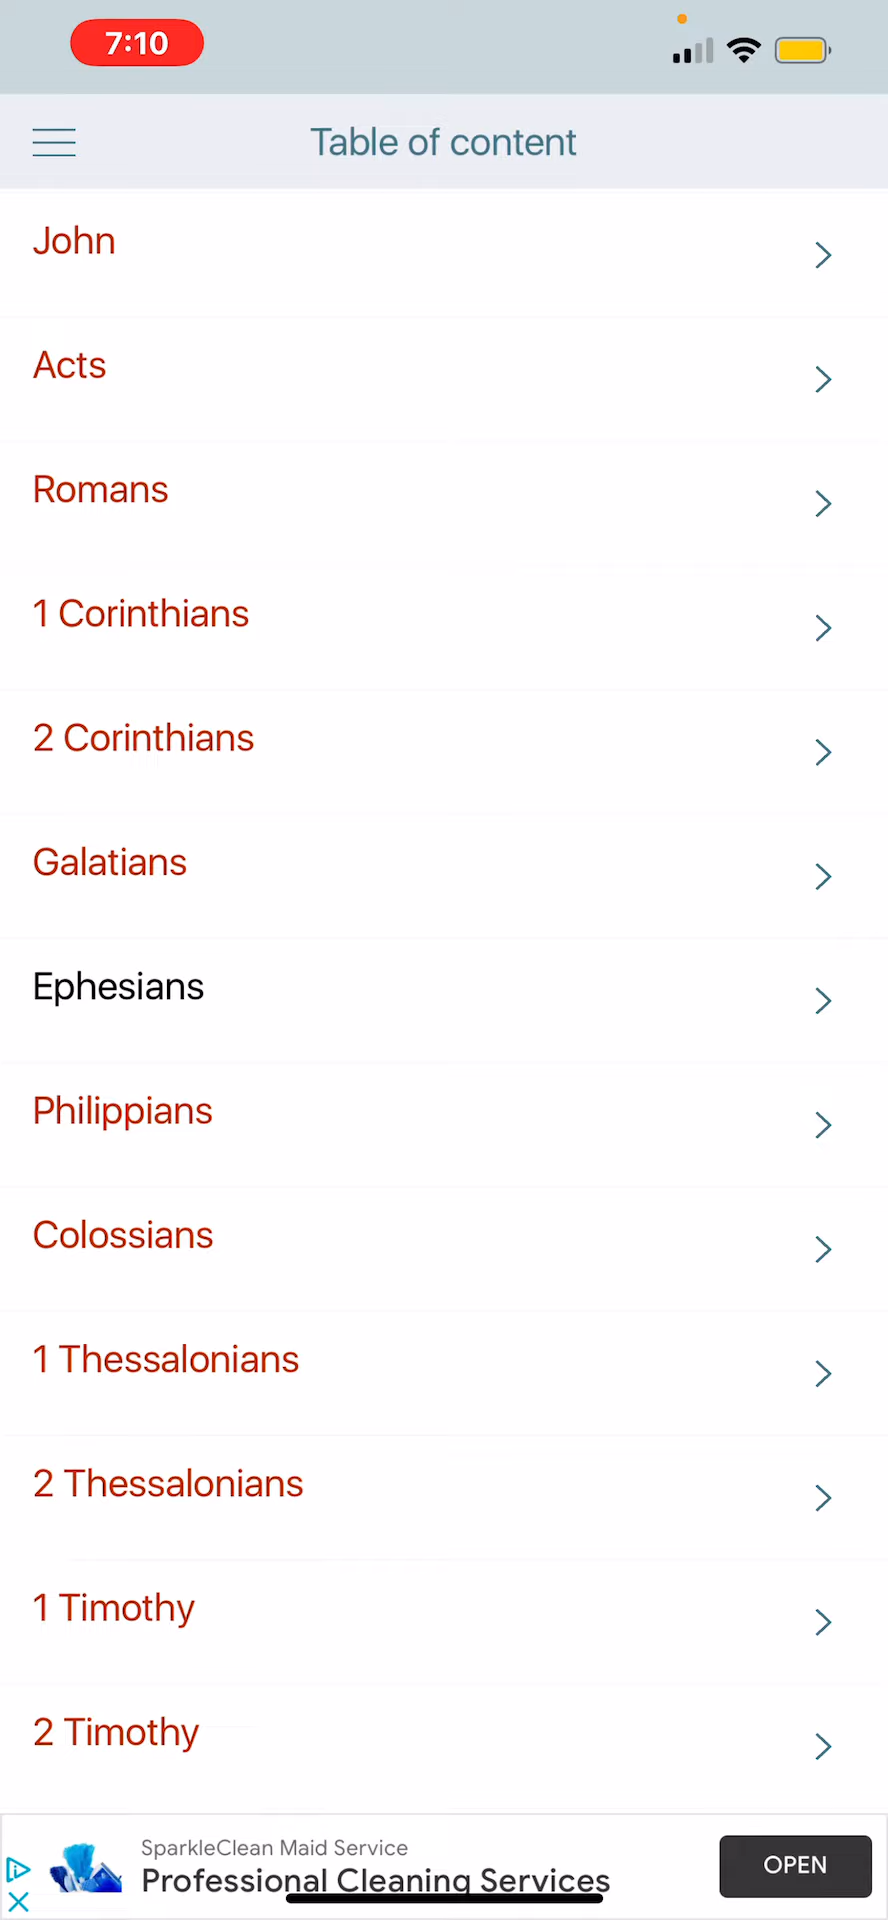 7:10
Table of content
John
Acts
Romans
1 Corinthians
2 Corinthians
Galatians
Ephesians
Philippians
Colossians
1 Thessalonians
2 Thessalonians
1 Timothy
2 Timothy
SparkleClean Maid Service
Professional Cleaning Services
OPEN